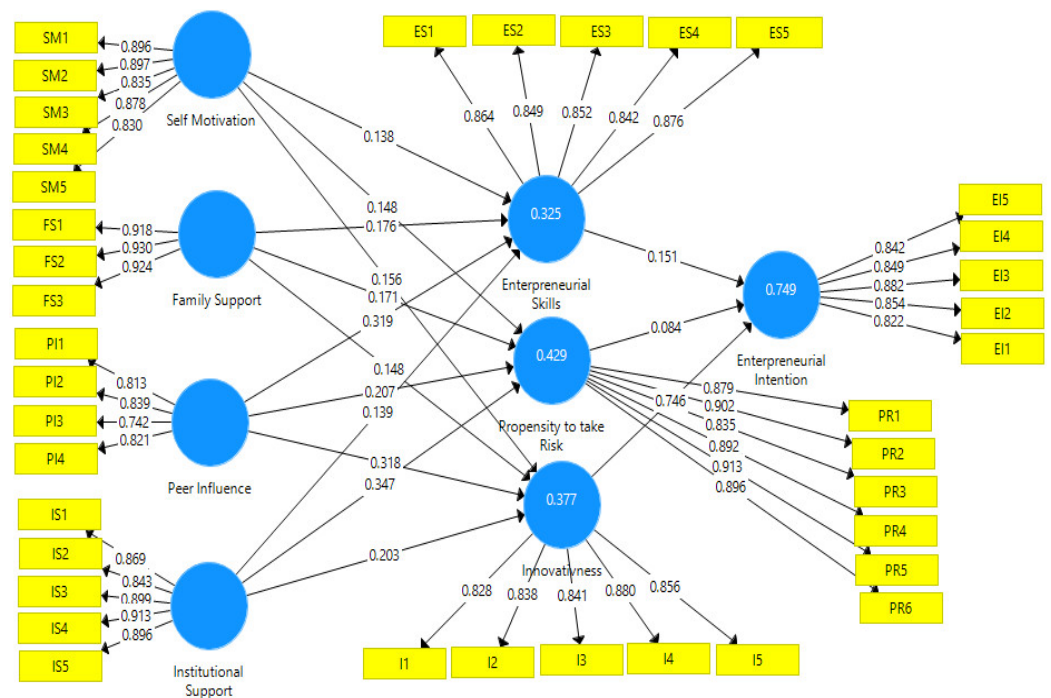 SM1
SM2
SM3
SM4
SM5
0.896
0.897
0.835
0.878
0.830
Self Motivation
FS1
FS2
FS3
0.918
0.930
0.924
Family Support
PI1
PI2
PI3
PI4
0.813
0.839
0.742
0.821
Peer Influence
IS1
IS2
IS3
IS4
IS5
0.869
0.843
0.899
0.913
0.896
Institutional
Support
0.138
0.148
0.176
0.156
0.171
0.319
0.148
0.207
0.139
0.318
0.347
0.203
ES1
ES2
ES3
ES4
ES5
0.864
0.849
0.852
0.842
0.876
0.325
Enterpreneurial
Skills
0.429
Propensity to take
Risk
0.377
Innovativness
0.828
0.838
0.841
0.880
0.856
I1
I2
I3
I4
I5
0.151
0.084
0.746
0.749
Enterpreneurial
Intention
0.842
0.849
0.882
0.854
0.822
EI5
EI4
EI3
EI2
EI1
0.879
0.902
0.835
0.892
0.913
0.896
PR1
PR2
PR3
PR4
PR5
PR6